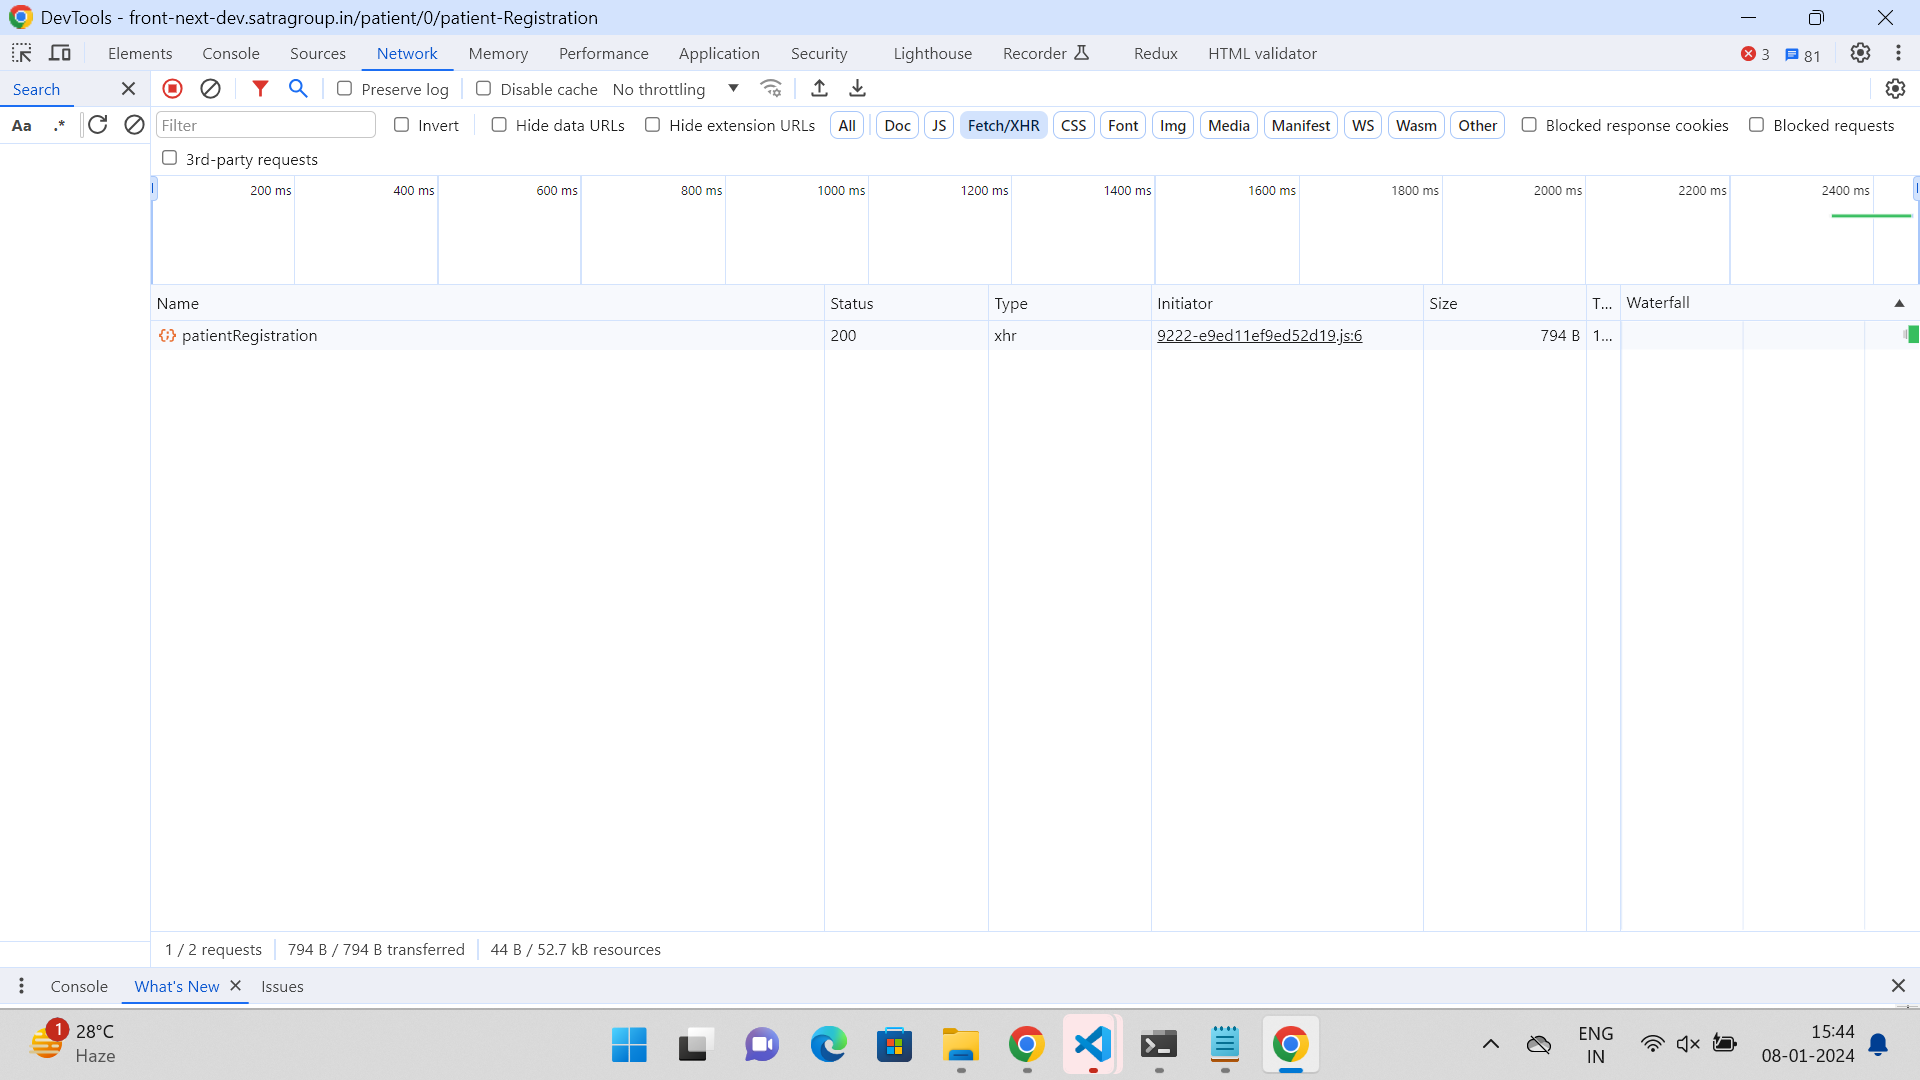 DevTools - front-next-dev.satragroup.in/patient/0/patient-Registration
Elements Console Sources Network Memory Performance Application Security Lighthouse Recorder Redux HTML validator 3 81
Search Preserve log Disable cache No throttling
Aa .* Filter Invert Hide data URLs Hide extension URLs All Doc JS Fetch/XHR CSS Font Img Media Manifest WS Wasm Other Blocked response cookies Blocked requests
3rd-party requests
200 ms 400 ms 600 ms 800 ms 1000 ms 1200 ms 1400 ms 1600 ms 1800 ms 2000 ms 2200 ms 2400 ms
Name Status Type Initiator Size T... Waterfall
patientRegistration 200 xhr 9222-e9ed11ef9ed52d19.js:6 794 B 1...
1 / 2 requests 794 B / 794 B transferred 44 B / 52.7 kB resources
Console What's New Issues
1 28°C ENG 15:44
Haze IN 08-01-2024